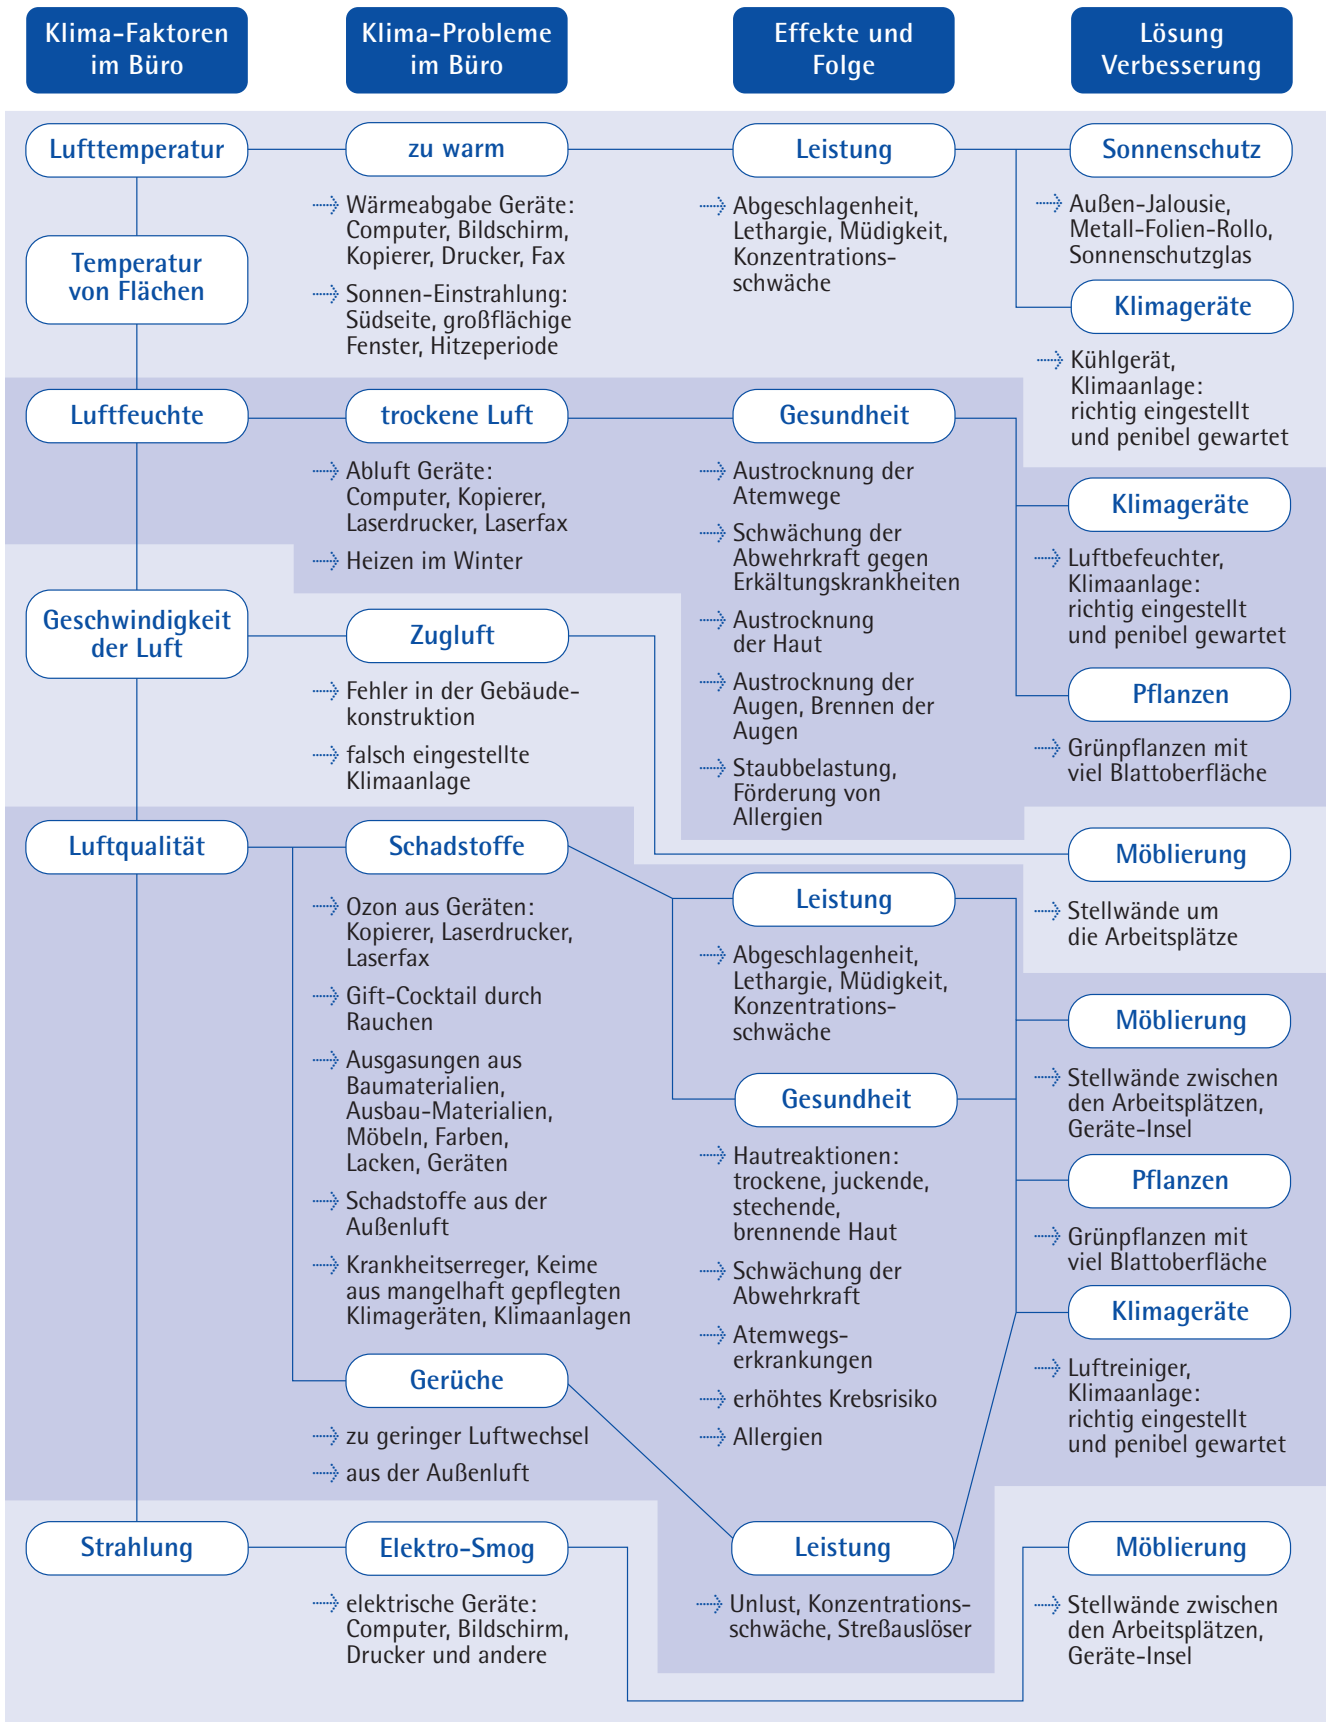 Klima-Faktoren
im Büro
Klima-Probleme
im Büro
Effekte und
Folge
Lösung
Verbesserung
Lufttemperatur
zu warm
Leistung
Sonnenschutz
Wärmeabgabe Geräte:
Computer, Bildschirm,
Kopierer, Drucker, Fax
Sonnen-Einstrahlung:
Südseite, großflächige
Fenster, Hitzeperiode
Abgeschlagenheit,
Lethargie, Müdigkeit,
Konzentrations-
schwäche
Außen-Jalousie,
Metall-Folien-Rollo,
Sonnenschutzglas
Temperatur
von Flächen
Klimageräte
Kühlgerät,
Klimaanlage:
richtig eingestellt
und penibel gewartet
Luftfeuchte
trockene Luft
Gesundheit
Abluft Geräte:
Computer, Kopierer,
Laserdrucker, Laserfax
Heizen im Winter
Austrocknung der
Atemwege
Schwächung der
Abwehrkraft gegen
Erkältungskrankheiten
Austrocknung
der Haut
Austrocknung der
Augen, Brennen der
Augen
Staubbelastung,
Förderung von
Allergien
Klimageräte
Luftbefeuchter,
Klimaanlage:
richtig eingestellt
und penibel gewartet
Pflanzen
Grünpflanzen mit
viel Blattoberfläche
Geschwindigkeit
der Luft
Zugluft
Fehler in der Gebäude-
konstruktion
falsch eingestellte
Klimaanlage
Möblierung
Stellwände um
die Arbeitsplätze
Luftqualität
Schadstoffe
Ozon aus Geräten:
Kopierer, Laserdrucker,
Laserfax
Gift-Cocktail durch
Rauchen
Ausgasungen aus
Baumaterialien,
Ausbau-Materialien,
Möbeln, Farben,
Lacken, Geräten
Schadstoffe aus der
Außenluft
Krankheitserreger, Keime
aus mangelhaft gepflegten
Klimageräten, Klimaanlagen
Leistung
Abgeschlagenheit,
Lethargie, Müdigkeit,
Konzentrations-
schwäche
Gesundheit
Hautreaktionen:
trockene, juckende,
stechende,
brennende Haut
Schwächung der
Abwehrkraft
Atemwegs-
erkrankungen
erhöhtes Krebsrisiko
Allergien
Möblierung
Stellwände zwischen
den Arbeitsplätzen,
Geräte-Insel
Pflanzen
Grünpflanzen mit
viel Blattoberfläche
Klimageräte
Luftreiniger,
Klimaanlage:
richtig eingestellt
und penibel gewartet
Gerüche
zu geringer Luftwechsel
aus der Außenluft
Leistung
Unlust, Konzentrations-
schwäche, Streßauslöser
Strahlung
Elektro-Smog
elektrische Geräte:
Computer, Bildschirm,
Drucker und andere
Möblierung
Stellwände zwischen
den Arbeitsplätzen,
Geräte-Insel